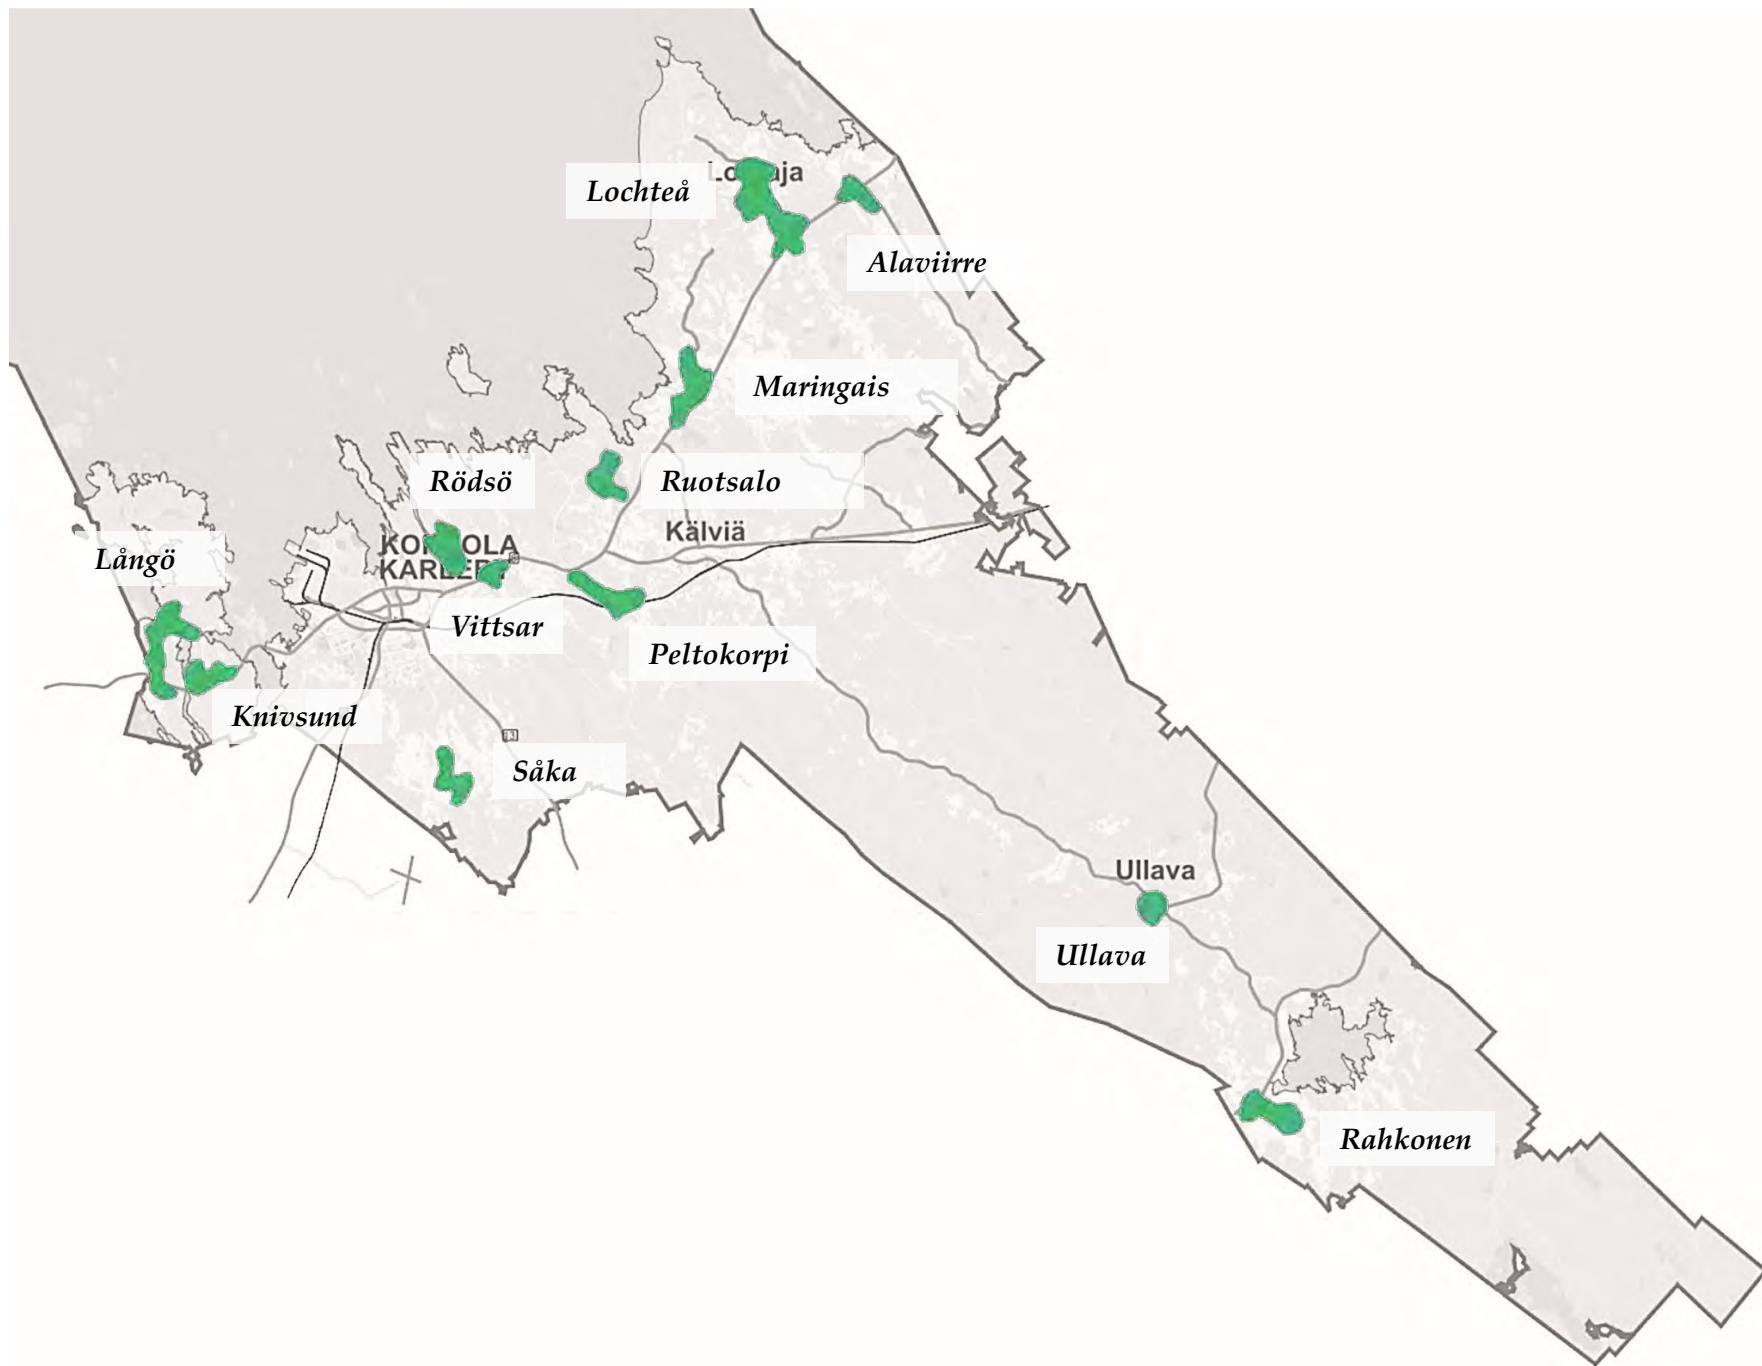 Lochteå
Alaviirre
Maringais
Rödsö
Ruotsalo
Kälviä
Långö
Vittsar
Peltokorpi
Knivsund
Såka
Ullava
Ullava
Rahkonen